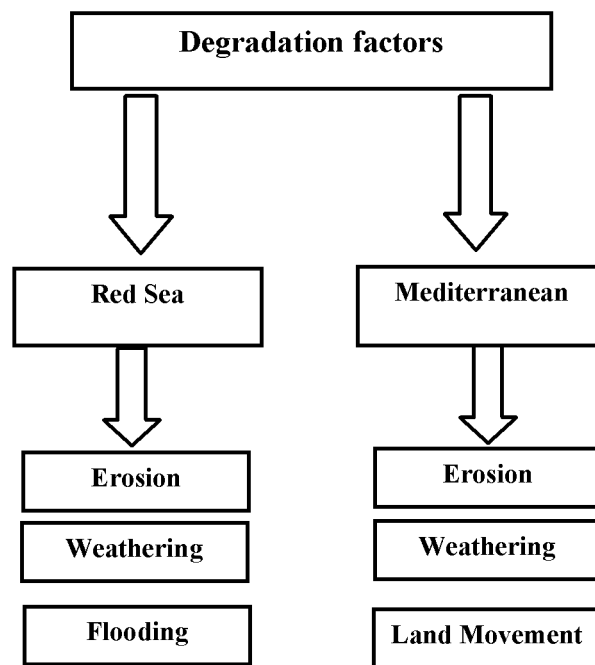 Degradation factors
Red Sea
Mediterranean
Erosion
Weathering
Flooding
Erosion
Weathering
Land Movement